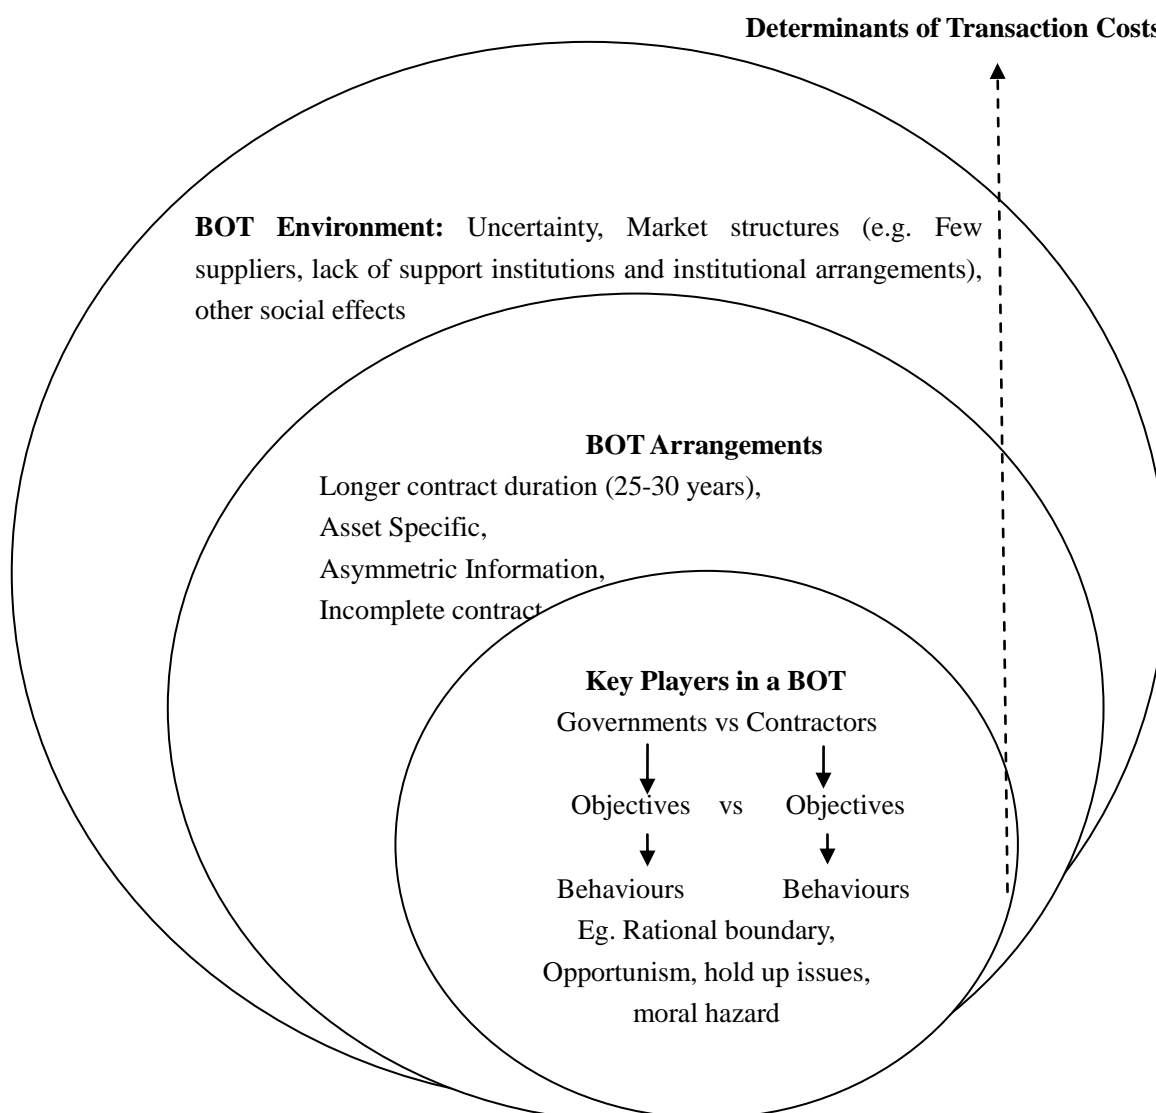 Determinants of Transaction Costs
BOT Environment: Uncertainty, Market structures (e.g. Few
suppliers, lack of support institutions and institutional arrangements),
other social effects
BOT Arrangements
Longer contract duration (25-30 years),
Asset Specific,
Asymmetric Information,
Incomplete contract
Key Players in a BOT
Governments vs Contractors
Objectives vs Objectives
Behaviours Behaviours
Eg. Rational boundary,
Opportunism, hold up issues,
moral hazard